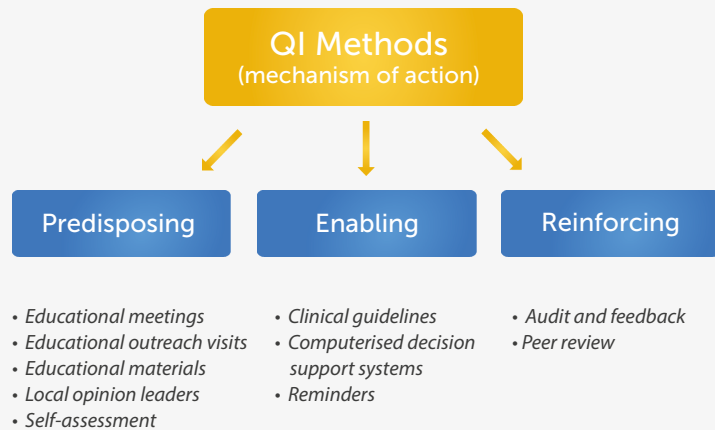 QI Methods
(mechanism of action)
Predisposing
Enabling
Reinforcing
• Educational meetings
• Educational outreach visits
• Educational materials
• Local opinion leaders
• Self-assessment
• Clinical guidelines
• Computerised decision
support systems
• Reminders
• Audit and feedback
• Peer review